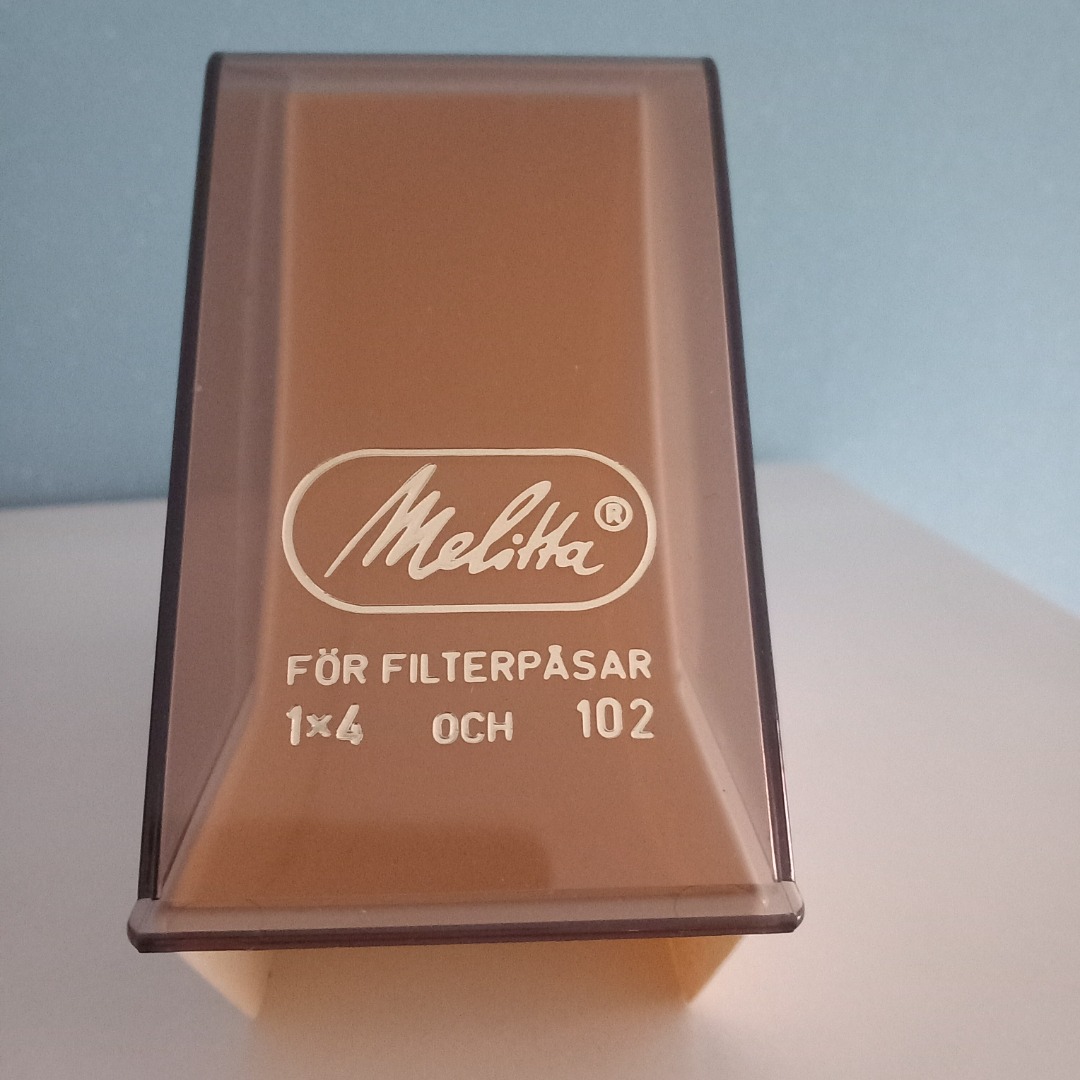 Melitta ®
FÖR FILTERPÅSAR
1×4 OCH 102